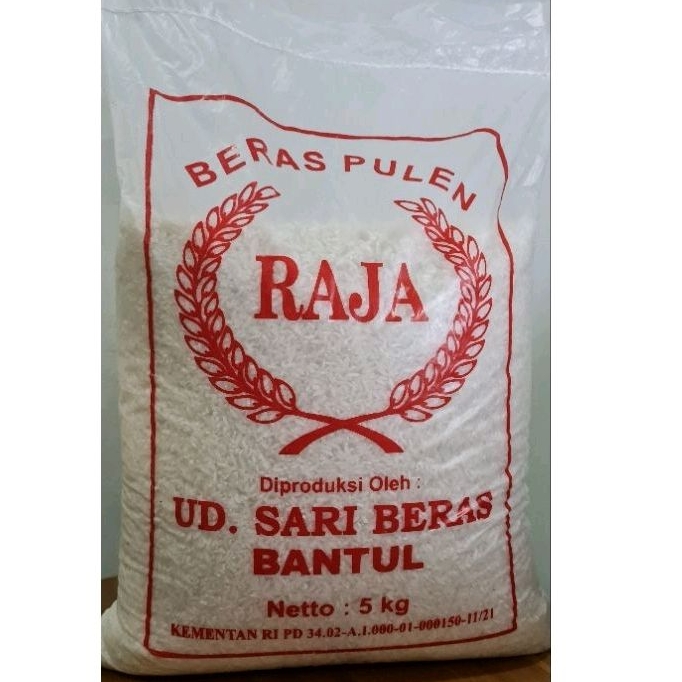 BERAS PULEN
RAJA
Diproduksi Oleh :
UD. SARI BERAS
BANTUL
Netto : 5 kg
KEMENTAN RI PD 34.02-A.1.000-01-000150-11/21